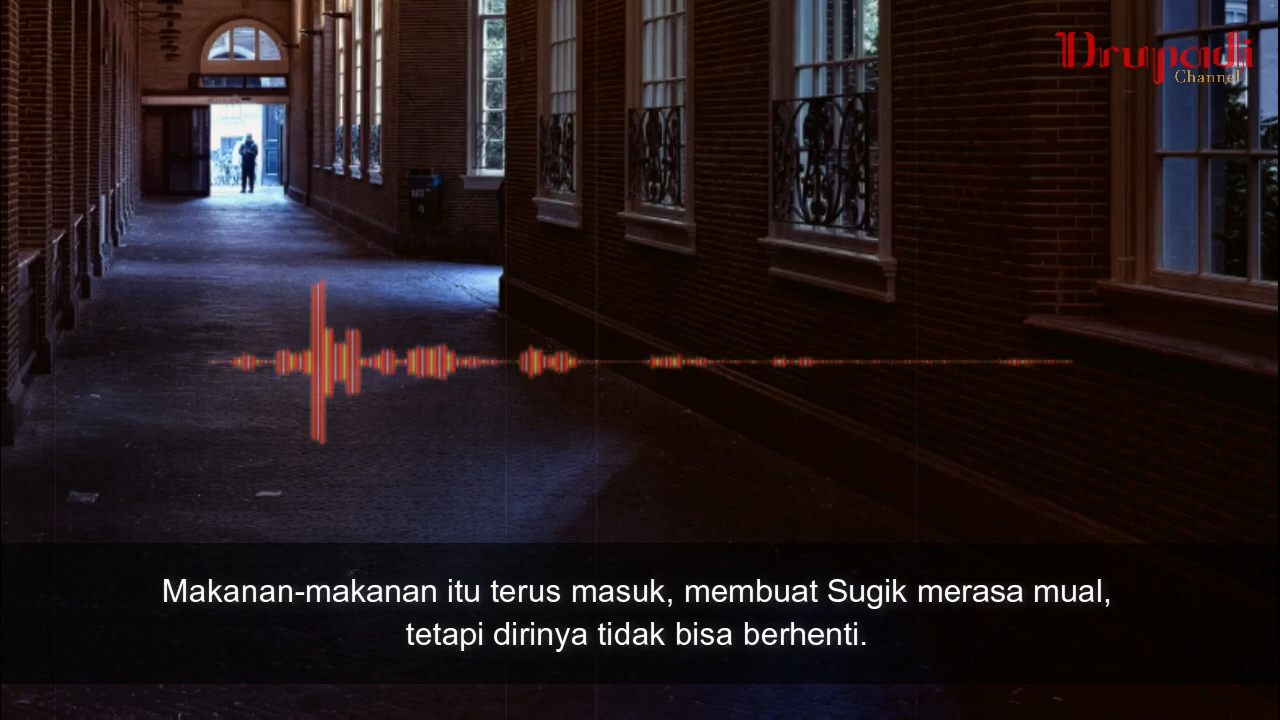 Drupadi
Channel
Makanan-makanan itu terus masuk, membuat Sugik merasa mual,
tetapi dirinya tidak bisa berhenti.